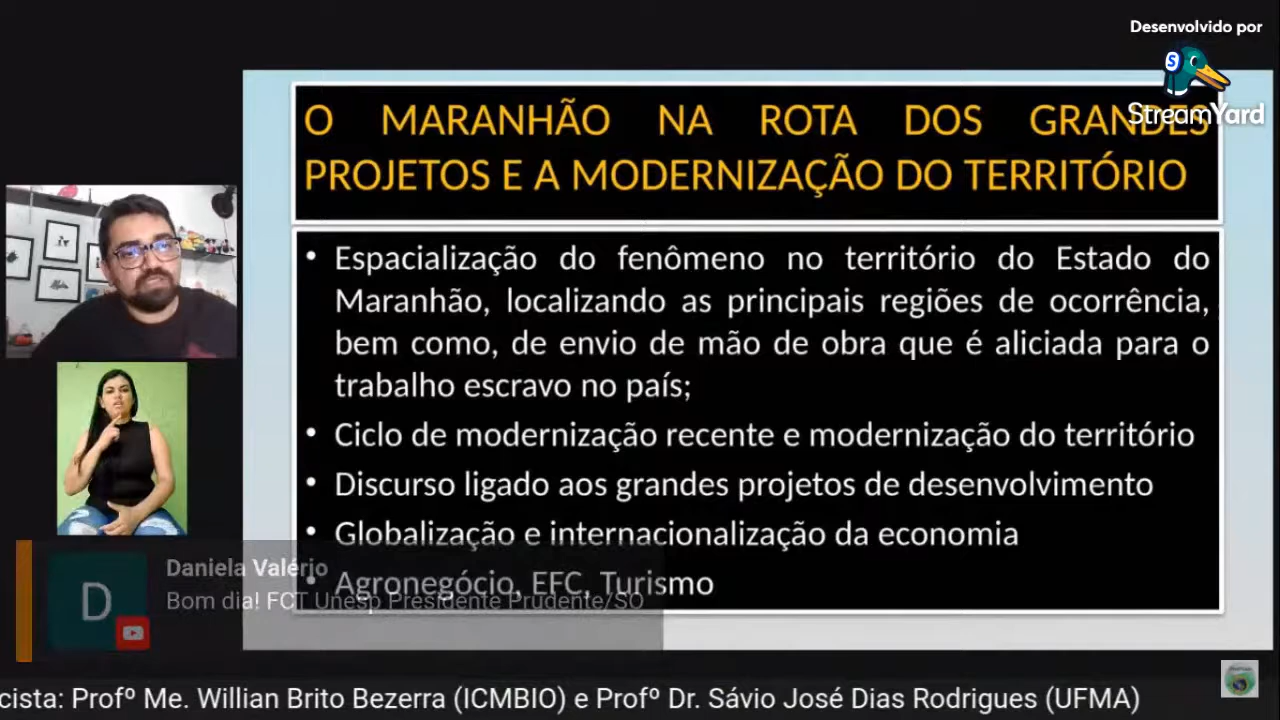 Desenvolvido por
StreamYard
O MARANHÃO NA ROTA DOS GRANDES
PROJETOS E A MODERNIZAÇÃO DO TERRITÓRIO
• Espacialização do fenômeno no território do Estado do
Maranhão, localizando as principais regiões de ocorrência,
bem como, de envio de mão de obra que é aliciada para o
trabalho escravo no país;
• Ciclo de modernização recente e modernização do território
• Discurso ligado aos grandes projetos de desenvolvimento
• Globalização e internacionalização da economia
• Agronegócio, EFC, Turismo
D
Daniela Valério
Bom dia! FCT Unesp Presidente Prudente/SO
cista: Profº Me. Willian Brito Bezerra (ICMBIO) e Profº Dr. Sávio José Dias Rodrigues (UFMA)